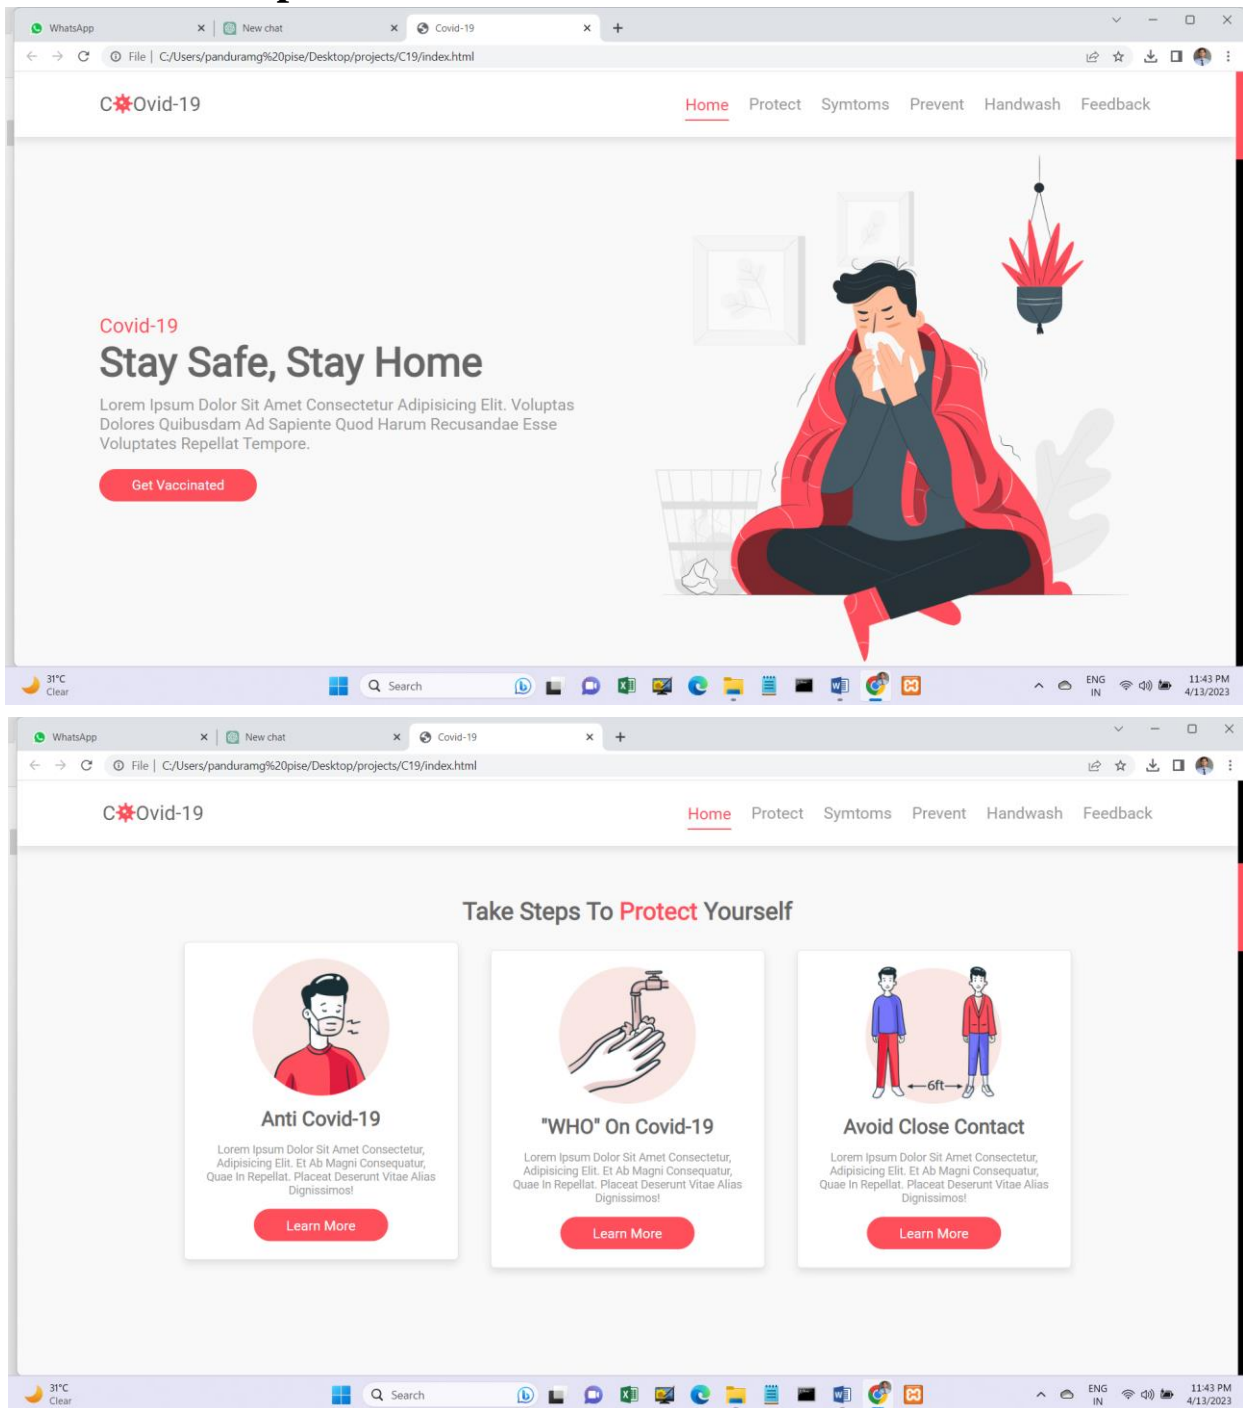 WhatsApp
New chat
Covid-19
File | C:/Users/panduramg%20pise/Desktop/projects/C19/index.html
C Ovid-19
Home Protect Symtoms Prevent Handwash Feedback
Covid-19
Stay Safe, Stay Home
Lorem Ipsum Dolor Sit Amet Consectetur Adipisicing Elit. Voluptas
Dolores Quibusdam Ad Sapiente Quod Harum Recusandae Esse
Voluptates Repellat Tempore.
Get Vaccinated
31°C
Clear
Search
ENG
IN
11:43 PM
4/13/2023
WhatsApp
New chat
Covid-19
File | C:/Users/panduramg%20pise/Desktop/projects/C19/index.html
C Ovid-19
Home Protect Symtoms Prevent Handwash Feedback
Take Steps To Protect Yourself
Anti Covid-19
Lorem Ipsum Dolor Sit Amet Consectetur,
Adipisicing Elit. Et Ab Magni Consequatur,
Quae In Repellat. Placeat Deserunt Vitae Alias
Dignissimos!
Learn More
"WHO" On Covid-19
Lorem Ipsum Dolor Sit Amet Consectetur,
Adipisicing Elit. Et Ab Magni Consequatur,
Quae In Repellat. Placeat Deserunt Vitae Alias
Dignissimos!
Learn More
6ft
Avoid Close Contact
Lorem Ipsum Dolor Sit Amet Consectetur,
Adipisicing Elit. Et Ab Magni Consequatur,
Quae In Repellat. Placeat Deserunt Vitae Alias
Dignissimos!
Learn More
31°C
Clear
Search
ENG
IN
11:43 PM
4/13/2023